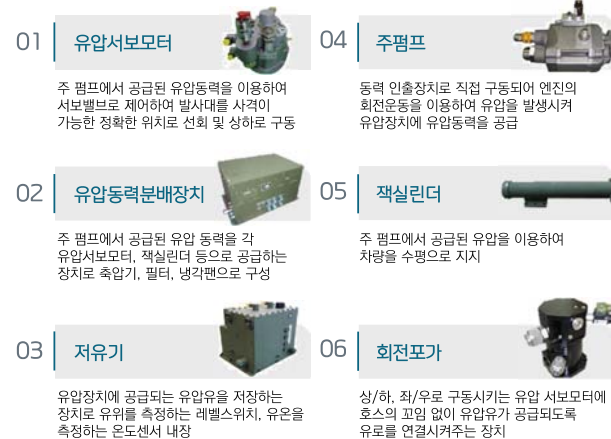 01 유압서보모터
주 펌프에서 공급된 유압동력을 이용하여
서보밸브로 제어하여 발사대를 사격이
가능한 정확한 위치로 선회 및 상하로 구동
02 유압동력분배장치
주 펌프에서 공급된 유압 동력을 각
유압서보모터, 잭실린더 등으로 공급하는
장치로 축압기, 필터, 냉각팬으로 구성
03 저유기
유압장치에 공급되는 유압유을 저장하는
장치로 유위를 측정하는 레벨스위치, 유온을
측정하는 온도센서 내장
04 주펌프
동력 인출장치로 직접 구동되어 엔진의
회전운동을 이용하여 유압을 발생시켜
유압장치에 유압동력을 공급
05 잭실린더
주 펌프에서 공급된 유압을 이용하여
차량을 수평으로 지지
06 회전포가
상/하, 좌/우로 구동시키는 유압 서보모터에
호스의 꼬임 없이 유압유가 공급되도록
유로를 연결시켜주는 장치